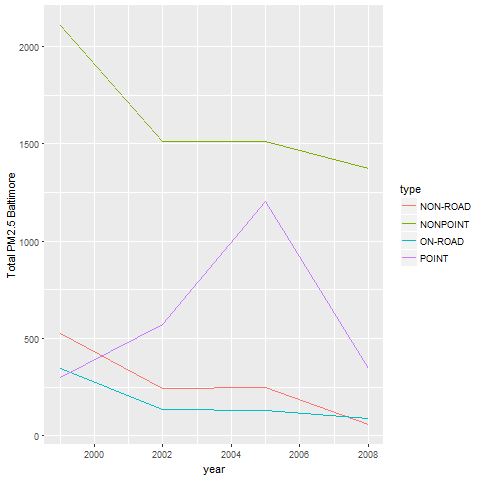 2000
1500
1000
500
0
Total PM2.5 Baltimore
2000
2002
2004
2006
2008
year
type
NON-ROAD
NONPOINT
ON-ROAD
POINT